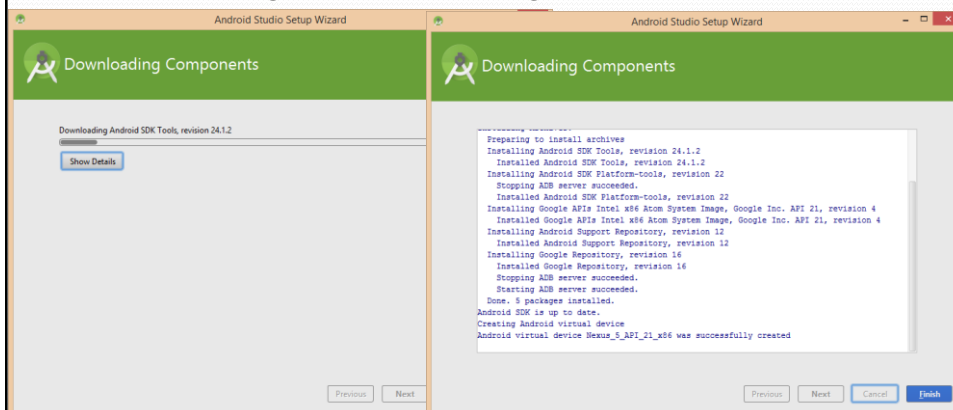 Android Studio Setup Wizard
Downloading Components
Downloading Android SDK Tools, revision 24.1.2
Show Details
Previous
Next
Android Studio Setup Wizard
Downloading Components
Preparing to install archives
Installing Android SDK Tools, revision 24.1.2
Installed Android SDK Tools, revision 24.1.2
Installing Android SDK Platform-tools, revision 22
Stopping ADB server succeeded.
Installed Android SDK Platform-tools, revision 22
Installing Google APIs Intel x86 Atom System Image, Google Inc. API 21, revision 4
Installed Google APIs Intel x86 Atom System Image, Google Inc. API 21, revision 4
Installing Android Support Repository, revision 12
Installed Android Support Repository, revision 12
Installing Google Repository, revision 16
Installed Google Repository, revision 16
Stopping ADB server succeeded.
Starting ADB server succeeded.
Done. 5 packages installed.
Android SDK is up to date.
Creating Android virtual device
Android virtual device Nexus_5_API_21_x86 was successfully created
Previous
Next
Cancel
Finish